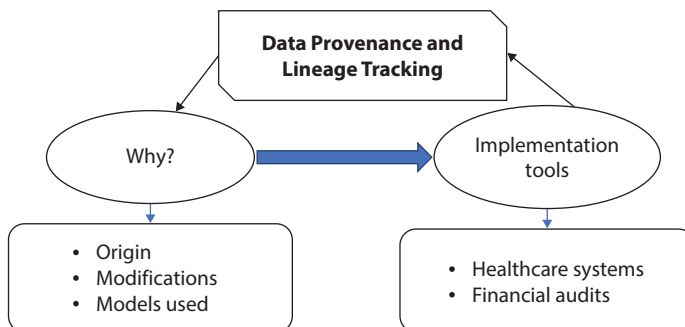 Data Provenance and
Lineage Tracking
Why?
Implementation
tools
• Origin
• Modifications
• Models used
• Healthcare systems
• Financial audits